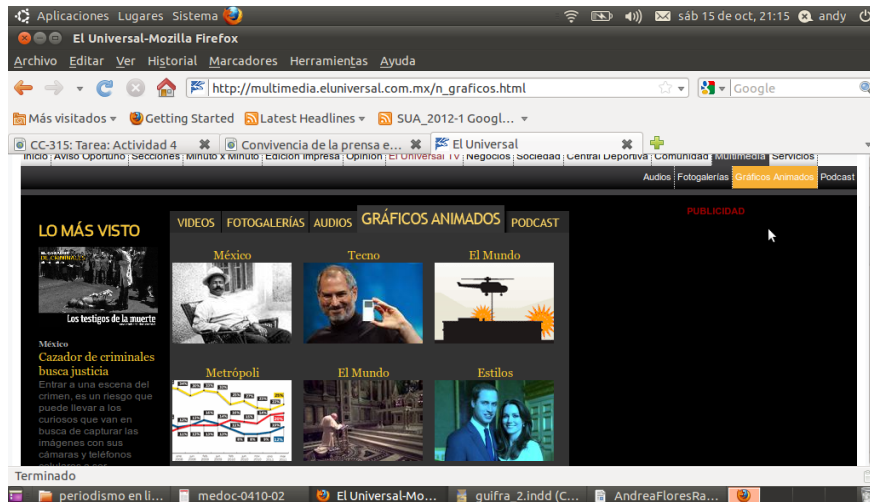 Aplicaciones Lugares Sistema sáb 15 de oct, 21:15 andy
El Universal-Mozilla Firefox
Archivo Editar Ver Historial Marcadores Herramientas Ayuda
http://multimedia.eluniversal.com.mx/n_graficos.html Google
Más visitados Getting Started Latest Headlines SUA_2012-1 Googl...
CC-315: Tarea: Actividad 4 Convivencia de la prensa e... El Universal
Inicio Aviso Oportuno Secciones Minuto x Minuto Edición Impresa Opinión El Universal TV Negocios Sociedad Central Deportiva Comunidad Multimedia Servicios
Audios Fotogalerías Gráficos Animados Podcast
PUBLICIDAD
LO MÁS VISTO
VIDEOS FOTOGALERÍAS AUDIOS GRÁFICOS ANIMADOS PODCAST
México Tecno El Mundo
Los testigos de la muerte
México
Cazador de criminales
busca justicia
Entrar a una escena del
crimen, es un riesgo que
puede llevar a los
curiosos que van en
busca de capturar las
imágenes con sus
cámaras y teléfonos
Metrópoli El Mundo Estilos
Terminado
periodismo en li... medoc-0410-02 El Universal-Mo... guifra_2.indd (C... AndreaFloresRa...